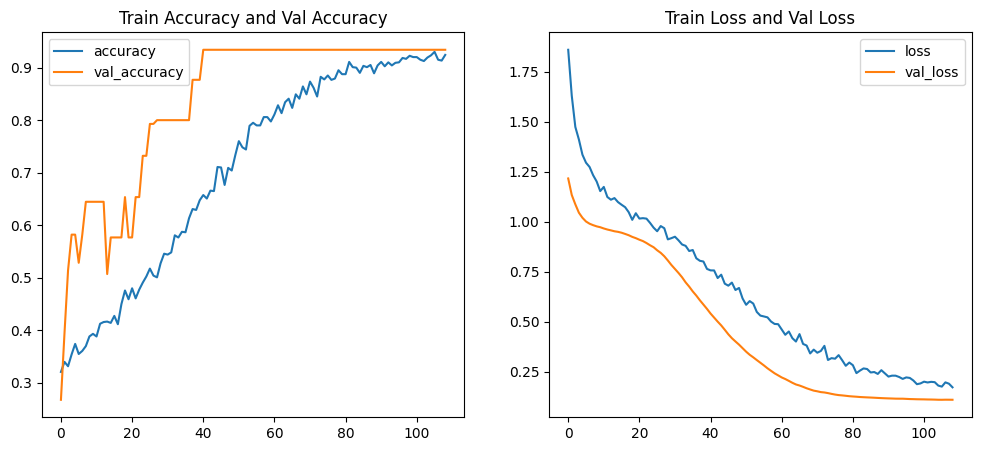 Train Accuracy and Val Accuracy
accuracy
val_accuracy
0.9
0.8
0.7
0.6
0.5
0.4
0.3
0 20 40 60 80 100
Train Loss and Val Loss
loss
val_loss
1.75
1.50
1.25
1.00
0.75
0.50
0.25
0 20 40 60 80 100